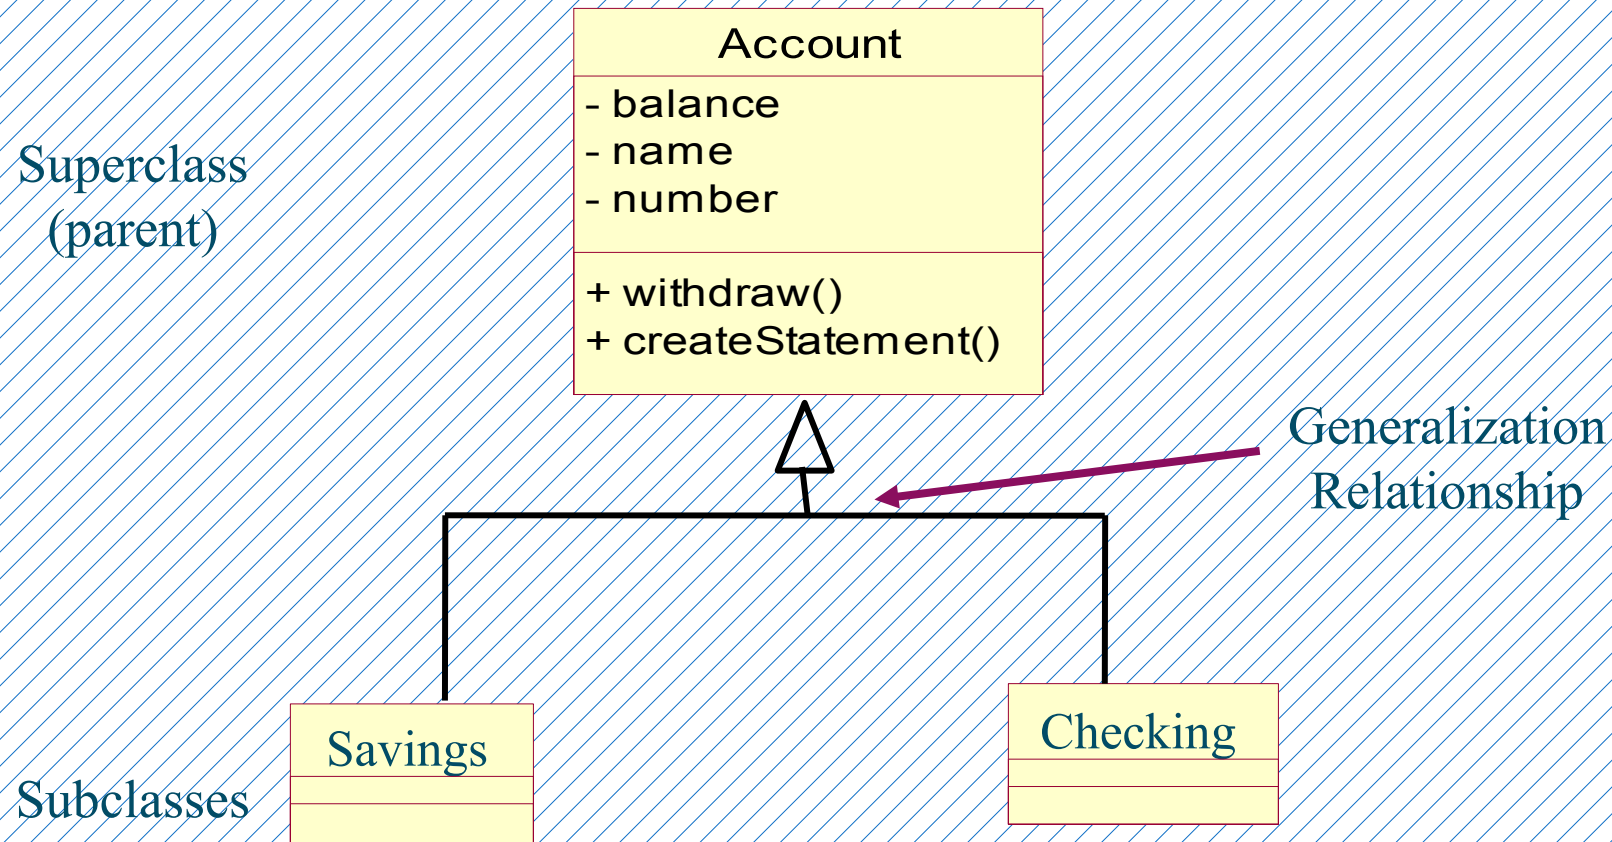 Account
- balance
- name
- number
Superclass
(parent)
+ withdraw()
+ createStatement()
Generalization
Relationship
Savings
Checking
Subclasses